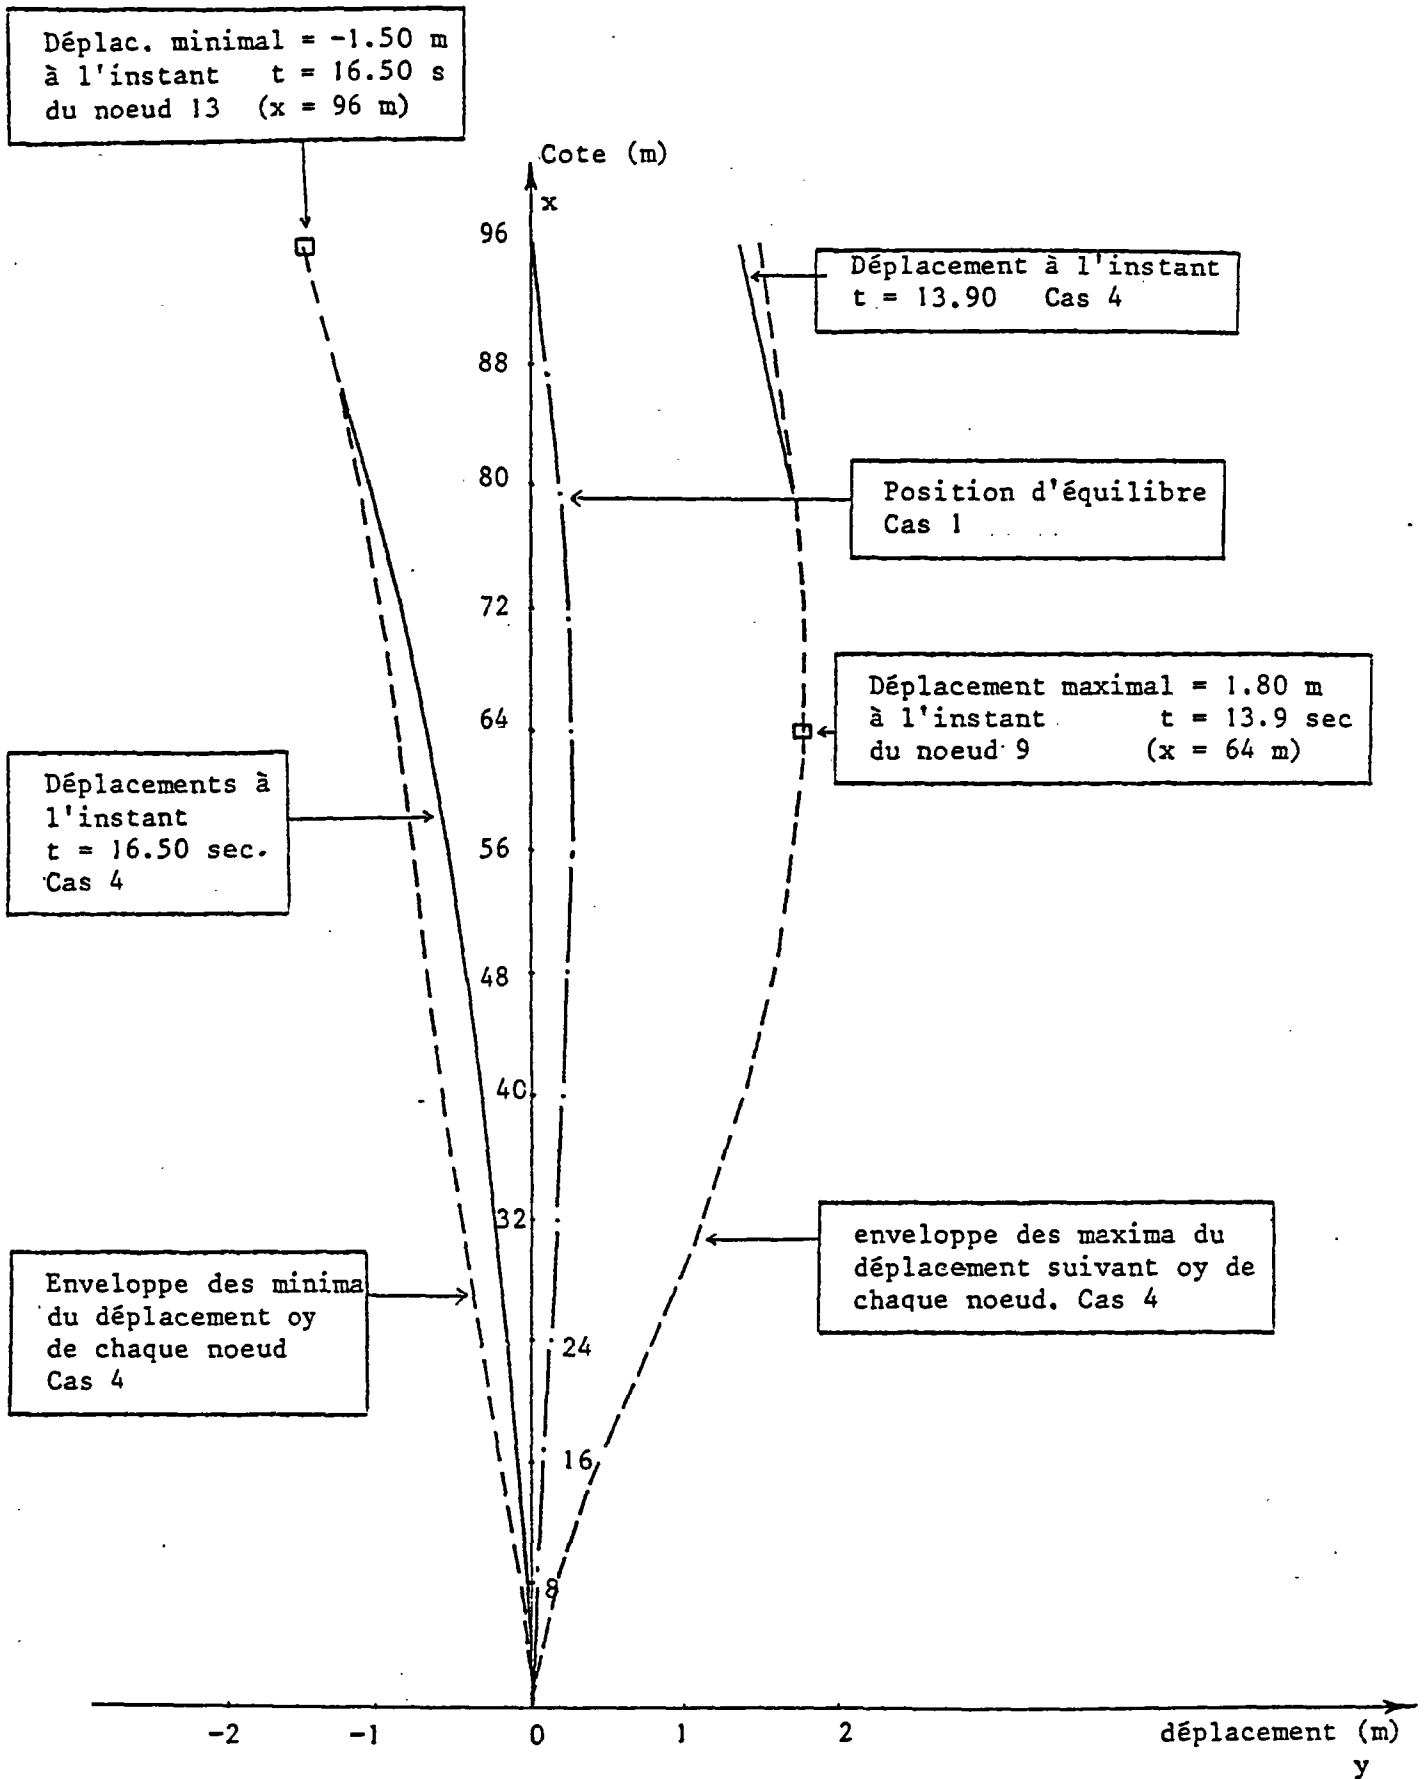 Déplac. minimal = -1.50 m
à l'instant t = 16.50 s
du noeud 13 (x = 96 m)
Cote (m)
x
96
88
80
72
64
56
48
40
32
24
16
8
Déplacement à l'instant
t = 13.90 Cas 4
Position d'équilibre
Cas 1
Déplacement maximal = 1.80 m
à l'instant t = 13.9 sec
du noeud 9 (x = 64 m)
Déplacements à
l'instant
t = 16.50 sec.
Cas 4
enveloppe des maxima du
déplacement suivant oy de
chaque noeud. Cas 4
Enveloppe des minima
du déplacement oy
de chaque noeud
Cas 4
-2 -1 0 1 2 déplacement (m)
y